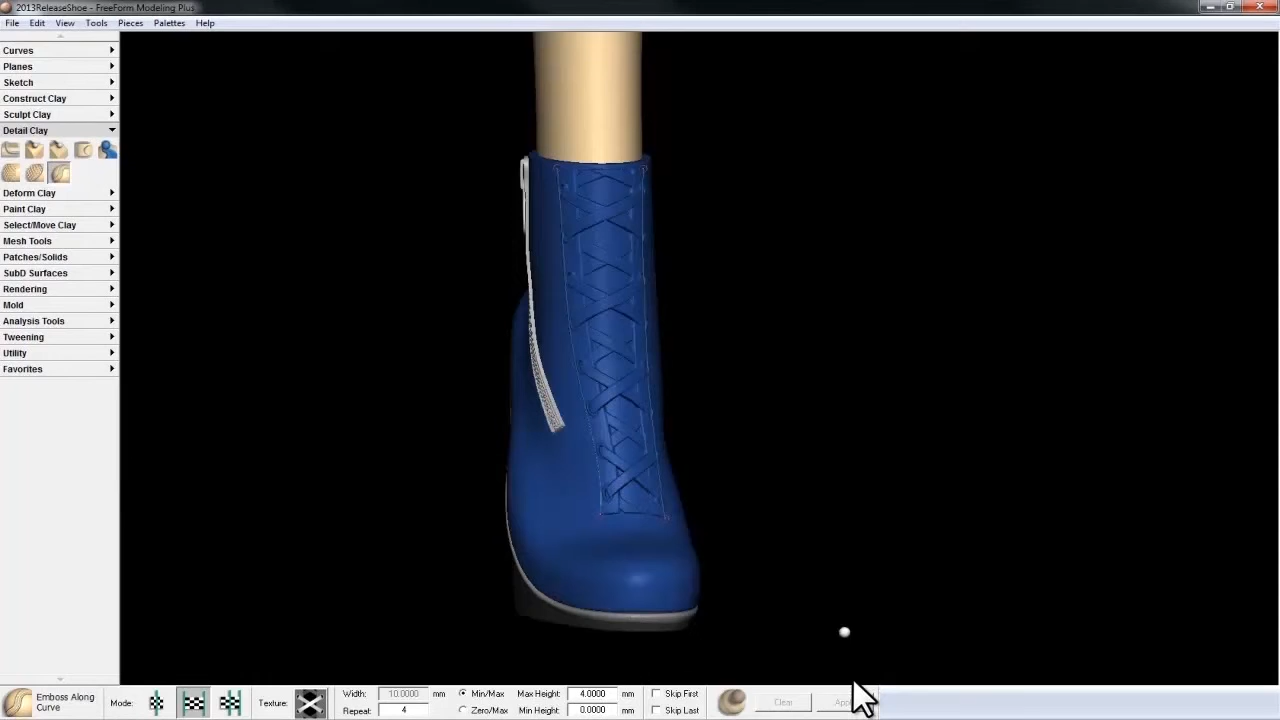 2013ReleaseShoe - FreeForm Modeling Plus
File Edit View Tools Pieces Palettes Help
Curves
Planes
Sketch
Construct Clay
Sculpt Clay
Detail Clay
Deform Clay
Paint Clay
Select/Move Clay
Mesh Tools
Patches/Solids
SubD Surfaces
Rendering
Mold
Analysis Tools
Tweening
Utility
Favorites
Emboss Along
Curve
Mode:
Texture:
Width: 10.0000 mm
Repeat: 4
Min/Max
Zero/Max
Max Height: 4.0000 mm
Min Height: 0.0000 mm
Skip First
Skip Last
Clear